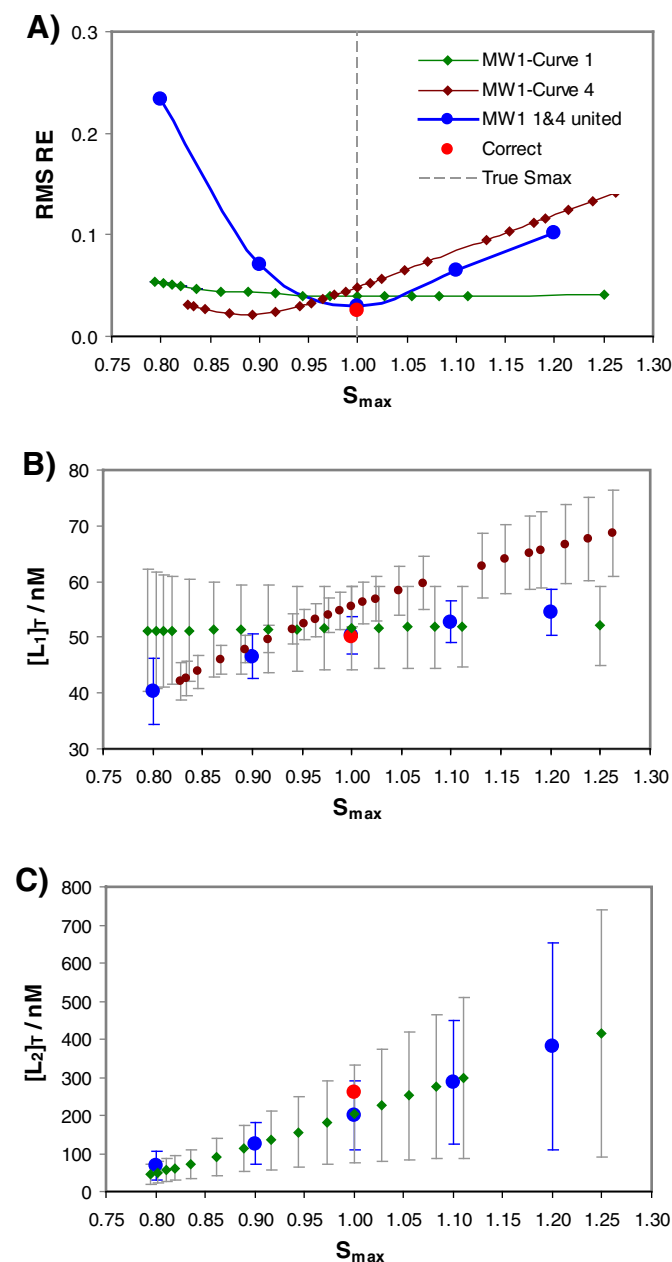 A)
0.3
0.2
0.1
0.0
RMS RE
MW1-Curve 1
MW1-Curve 4
MW1 1&4 united
Correct
True Smax
0.75 0.80 0.85 0.90 0.95 1.00 1.05 1.10 1.15 1.20 1.25 1.30
Smax
B)
80
70
60
50
40
30
[L1]T / nM
0.75 0.80 0.85 0.90 0.95 1.00 1.05 1.10 1.15 1.20 1.25 1.30
Smax
C)
800
700
600
500
400
300
200
100
0
[L2]T / nM
0.75 0.80 0.85 0.90 0.95 1.00 1.05 1.10 1.15 1.20 1.25 1.30
Smax